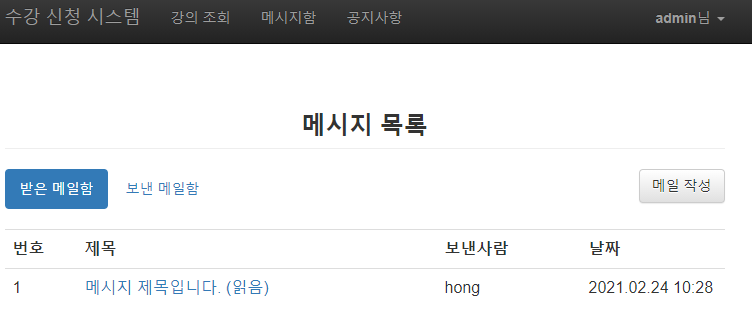 수강 신청 시스템 강의 조회 메시지함 공지사항 admin님
메시지 목록
받은 메일함 보낸 메일함 메일 작성
번호 제목 보낸사람 날짜
1 메시지 제목입니다. (읽음) hong 2021.02.24 10:28